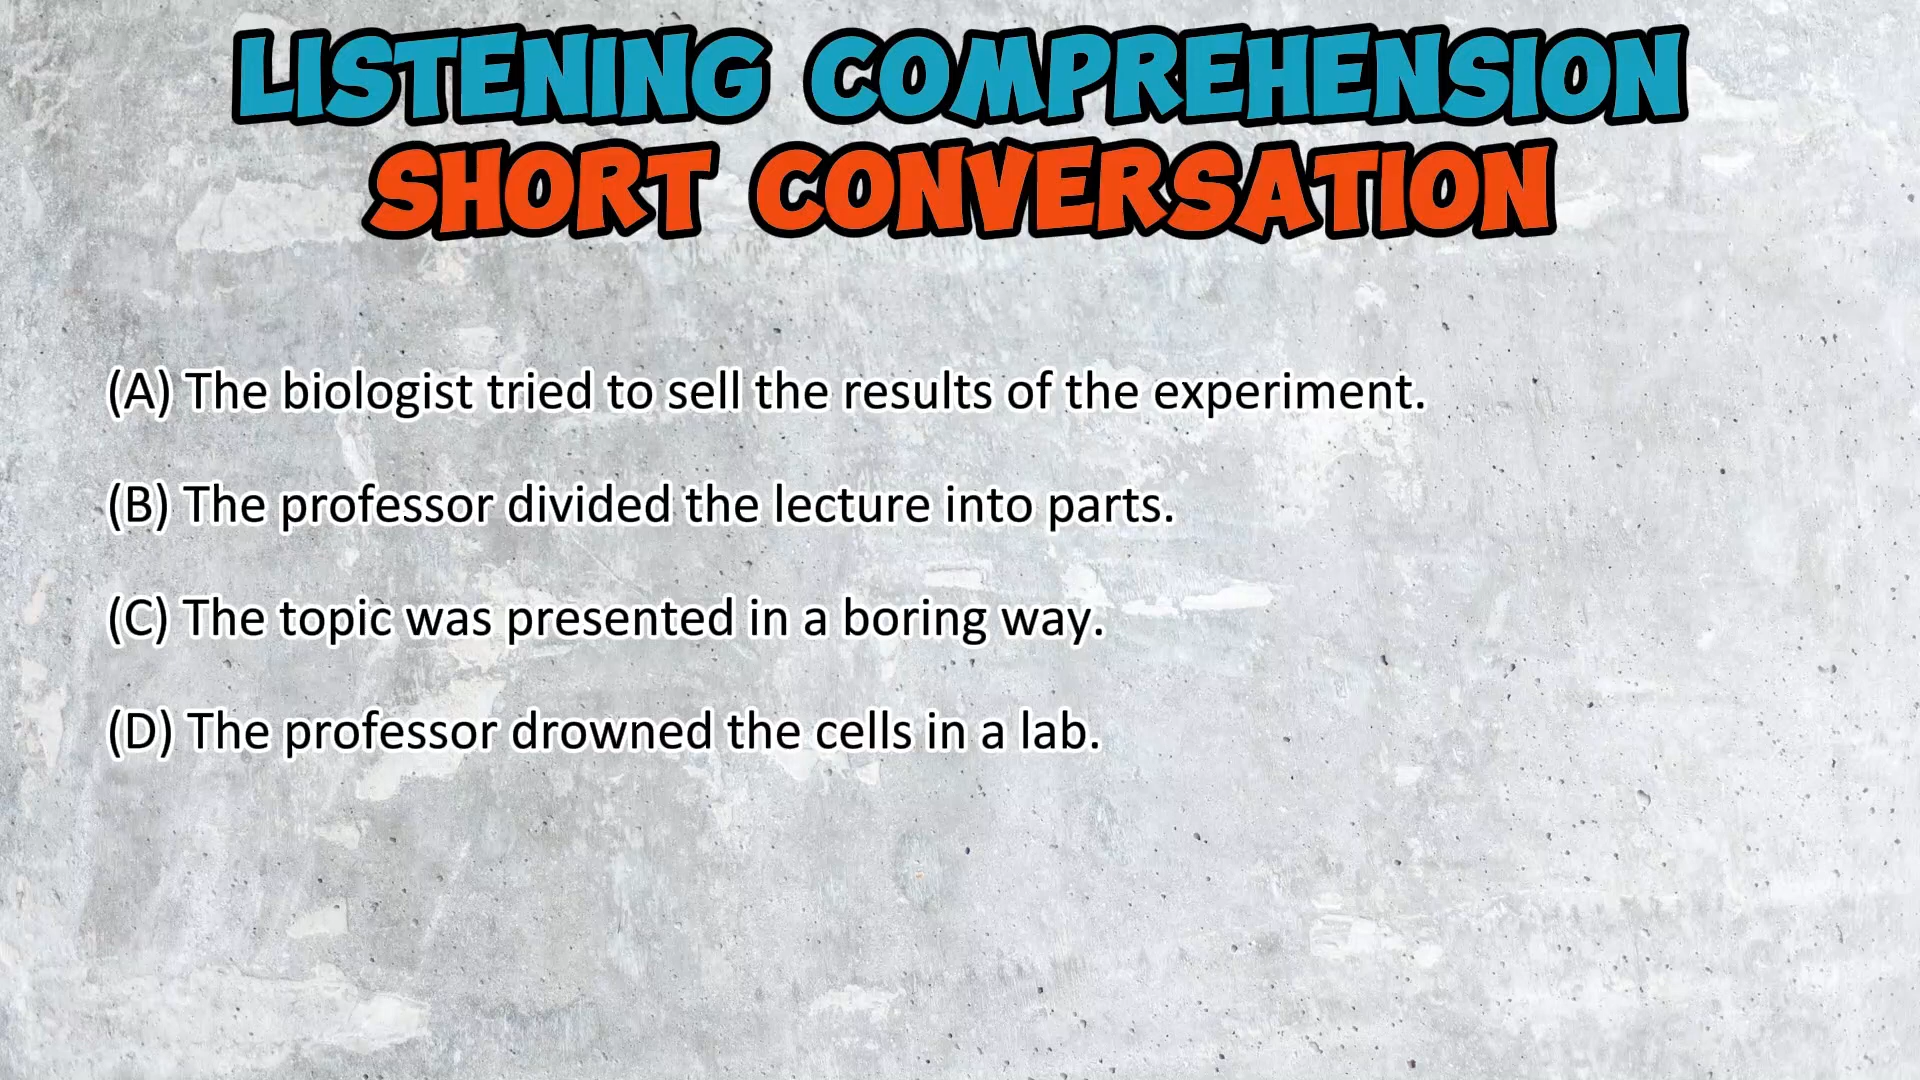 LISTENING COMPREHENSION
SHORT CONVERSATION
(A) The biologist tried to sell the results of the experiment.
(B) The professor divided the lecture into parts.
(C) The topic was presented in a boring way.
(D) The professor drowned the cells in a lab.